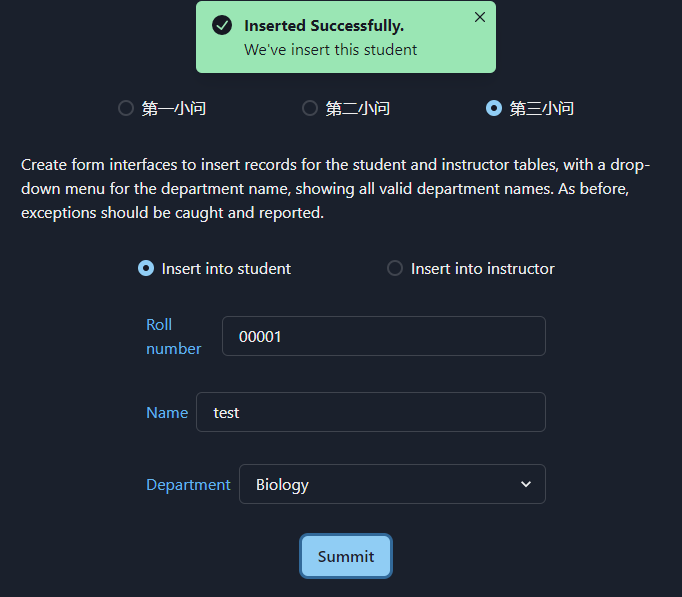 Inserted Successfully.
We've insert this student
第一小问
第二小问
第三小问
Create form interfaces to insert records for the student and instructor tables, with a drop-
down menu for the department name, showing all valid department names. As before,
exceptions should be caught and reported.
Insert into student
Insert into instructor
Roll
number
00001
Name
test
Department
Biology
Summit